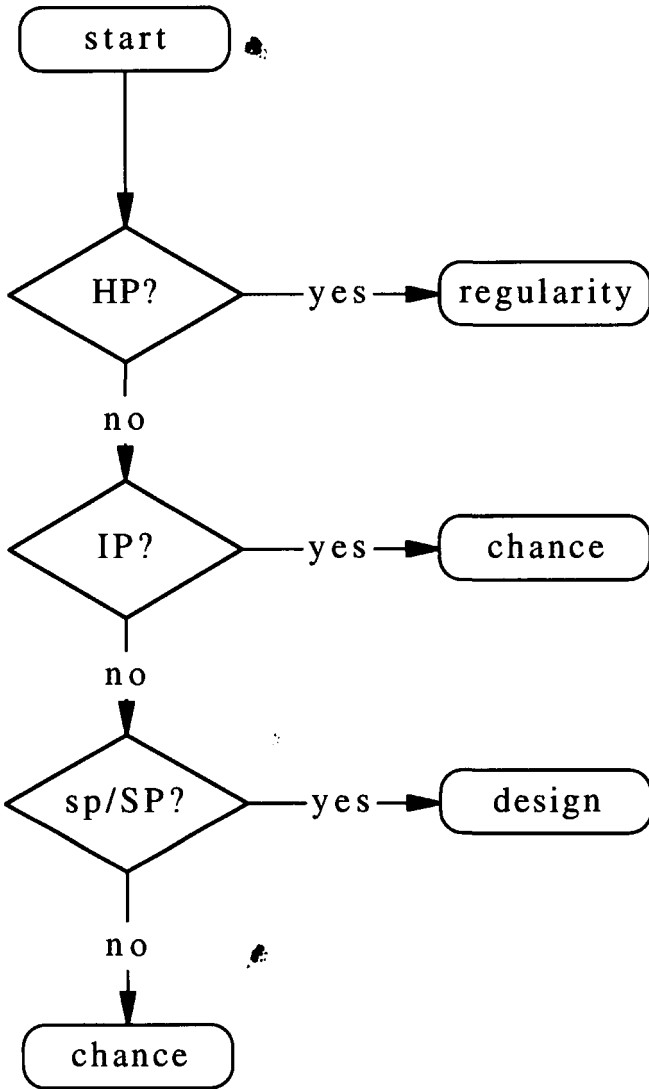 start
HP?
yes
regularity
no
IP?
yes
chance
no
sp/SP?
yes
design
no
chance